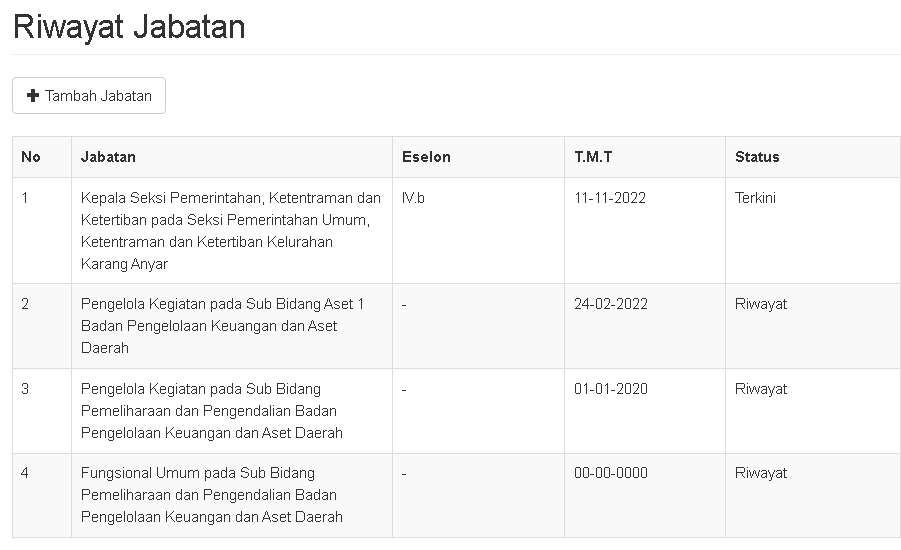 Riwayat Jabatan
Tambah Jabatan
No Jabatan Eselon T.M.T Status
1 Kepala Seksi Pemerintahan, Ketentraman dan IV.b 11-11-2022 Terkini
Ketertiban pada Seksi Pemerintahan Umum,
Ketentraman dan Ketertiban Kelurahan
Karang Anyar
2 Pengelola Kegiatan pada Sub Bidang Aset 1 - 24-02-2022 Riwayat
Badan Pengelolaan Keuangan dan Aset
Daerah
3 Pengelola Kegiatan pada Sub Bidang - 01-01-2020 Riwayat
Pemeliharaan dan Pengendalian Badan
Pengelolaan Keuangan dan Aset Daerah
4 Fungsional Umum pada Sub Bidang - 00-00-0000 Riwayat
Pemeliharaan dan Pengendalian Badan
Pengelolaan Keuangan dan Aset Daerah